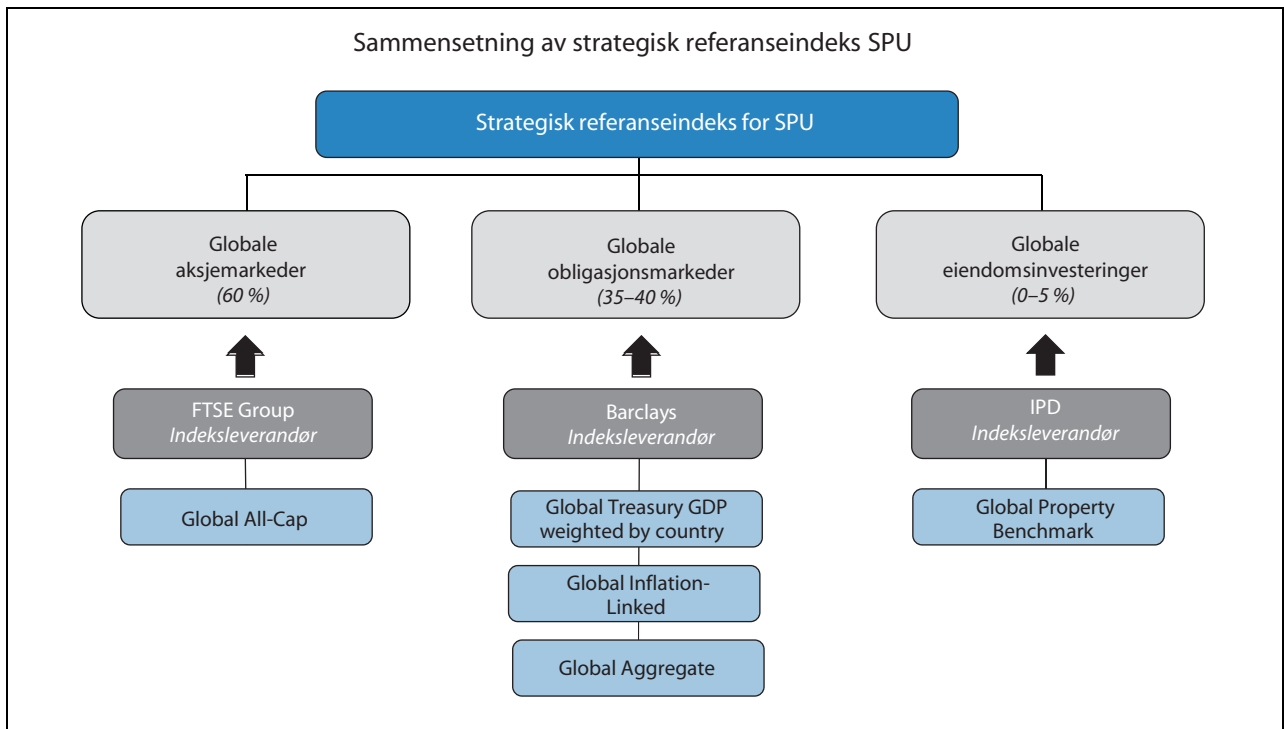 Sammensetning av strategisk referanseindeks SPU
Strategisk referanseindeks for SPU
Globale
aksjemarkeder
(60 %)
Globale
obligasjonsmarkeder
(35–40 %)
Globale
eiendomsinvesteringer
(0–5 %)
FTSE Group
Indeksleverandør
Barclays
Indeksleverandør
IPD
Indeksleverandør
Global All-Cap
Global Treasury GDP
weighted by country
Global Inflation-
Linked
Global Aggregate
Global Property
Benchmark